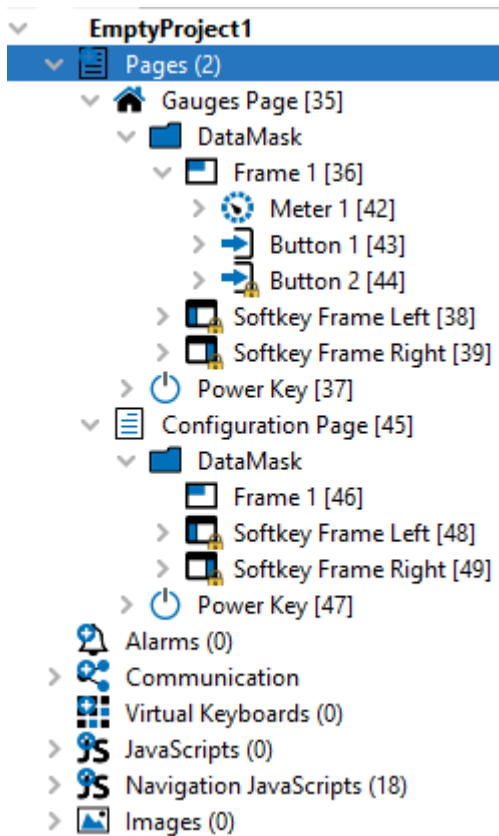 EmptyProject1
Pages (2)
Gauges Page [35]
DataMask
Frame 1 [36]
Meter 1 [42]
Button 1 [43]
Button 2 [44]
Softkey Frame Left [38]
Softkey Frame Right [39]
Power Key [37]
Configuration Page [45]
DataMask
Frame 1 [46]
Softkey Frame Left [48]
Softkey Frame Right [49]
Power Key [47]
Alarms (0)
Communication
Virtual Keyboards (0)
JS JavaScripts (0)
JS Navigation JavaScripts (18)
Images (0)